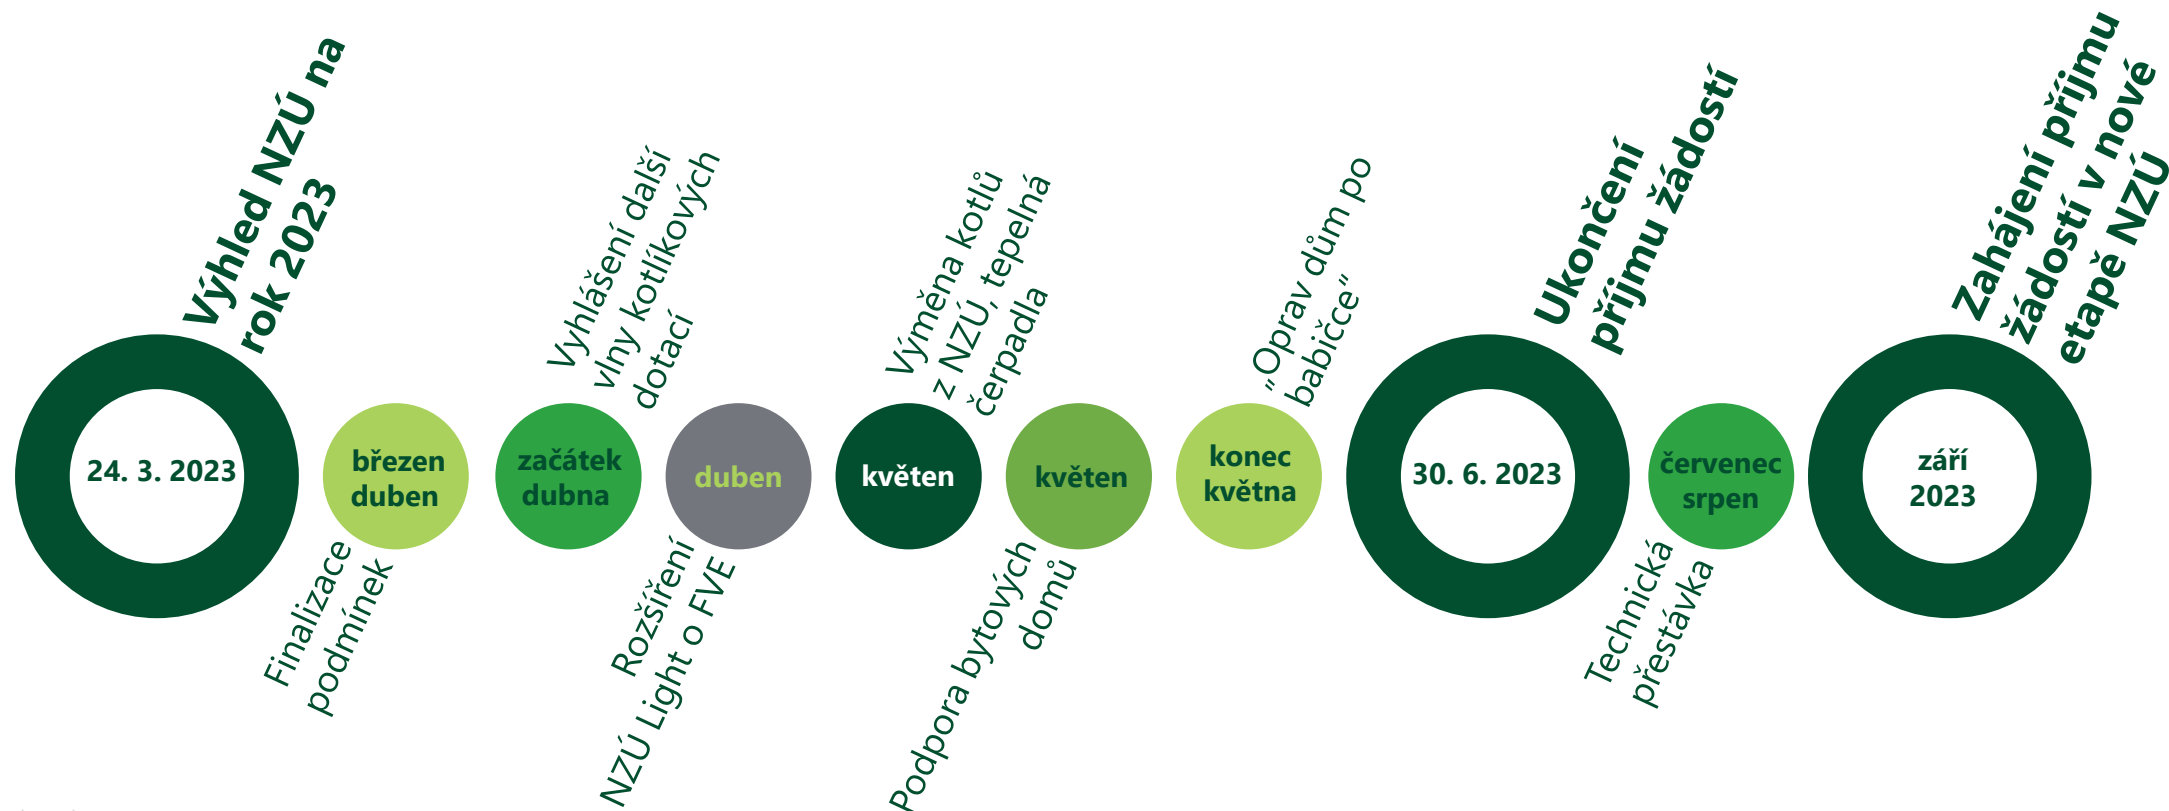 Výhled NZÚ na
rok 2023
24. 3. 2023
březen
duben
Finalizace
podmínek
Vyhlášení další
vlny kotlíkových
dotací
začátek
dubna
duben
Rozšíření
NZÚ Light o FVE
Výměna kotlů
z NZÚ, tepelná
čerpadla
květen
květen
Podpora bytových
domů
„Oprav dům po
babičce“
konec
května
Ukončení
příjmu žádostí
30. 6. 2023
červenec
srpen
Technická
přestávka
Zahájení příjmu
žádostí v nové
etapě NZÚ
září
2023